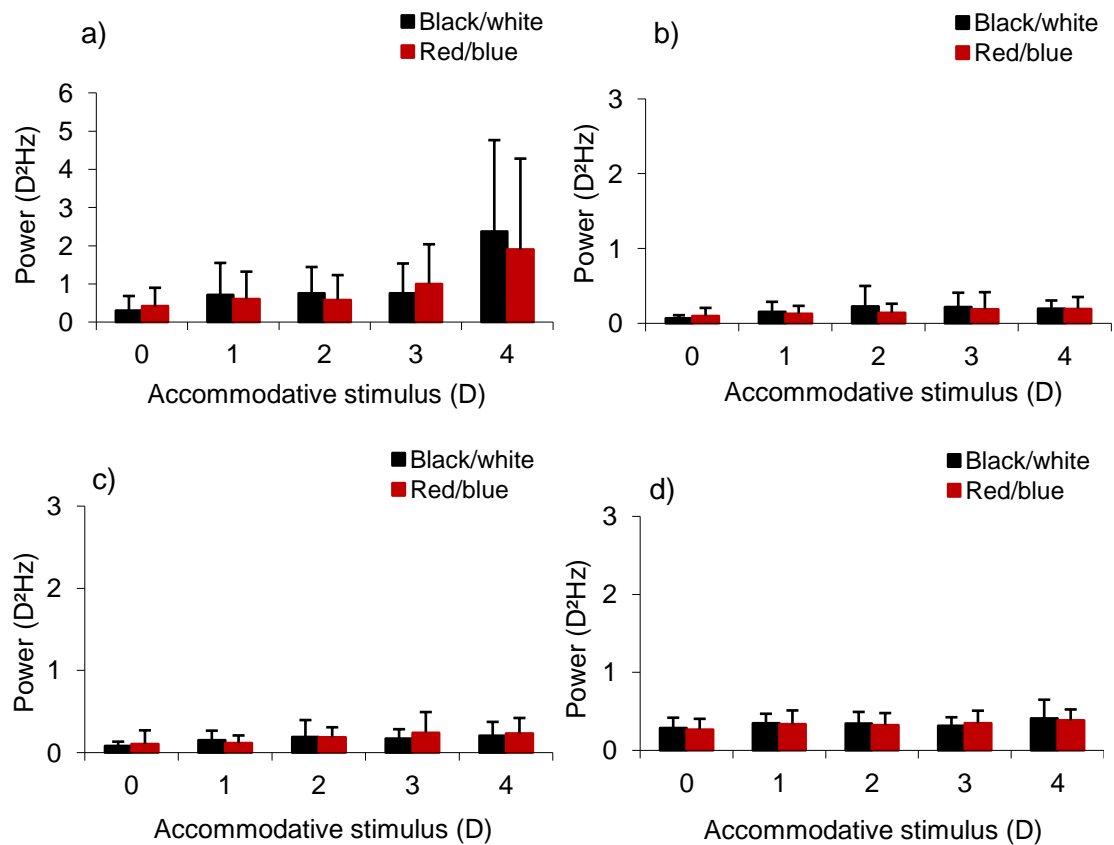 a)
Black/white
Red/blue
Power (D²Hz)
6
5
4
3
2
1
0
0 1 2 3 4
Accommodative stimulus (D)
b)
Black/white
Red/blue
Power (D²Hz)
3
2
1
0
0 1 2 3 4
Accommodative stimulus (D)
c)
Black/white
Red/blue
Power (D²Hz)
3
2
1
0
0 1 2 3 4
Accommodative stimulus (D)
d)
Black/white
Red/blue
Power (D²Hz)
3
2
1
0
0 1 2 3 4
Accommodative stimulus (D)